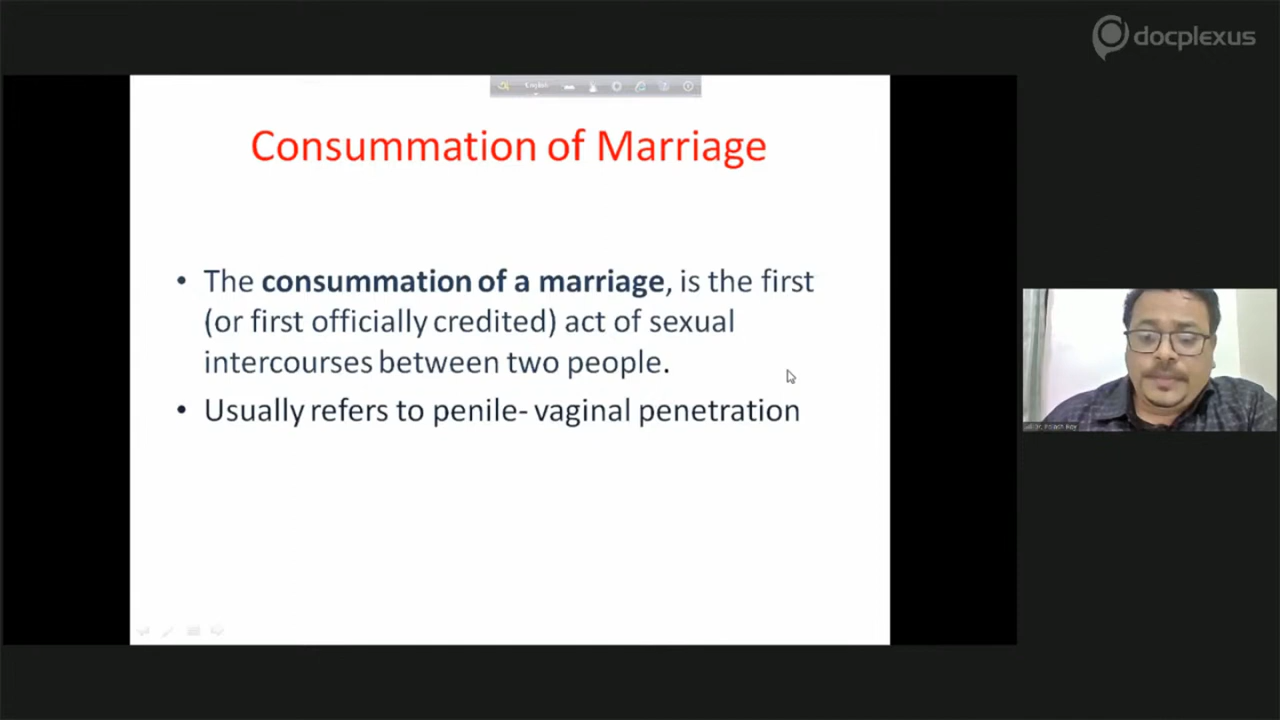 docplexus
English
Consummation of Marriage
• The consummation of a marriage, is the first
(or first officially credited) act of sexual
intercourses between two people.
• Usually refers to penile- vaginal penetration